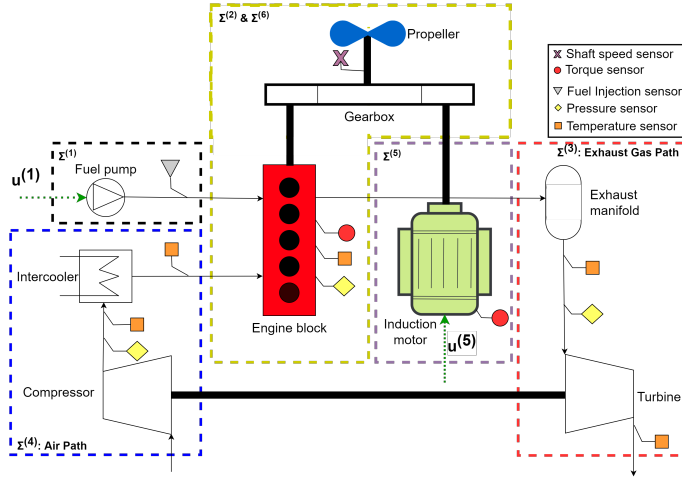 Σ⁽²⁾ & Σ⁽⁶⁾
Propeller
Shaft speed sensor
Torque sensor
Fuel Injection sensor
Pressure sensor
Temperature sensor
Gearbox
Σ⁽¹⁾
Fuel pump
u⁽¹⁾
Σ⁽⁵⁾
Σ⁽³⁾: Exhaust Gas Path
Exhaust
manifold
Intercooler
Engine block
Induction
motor
u⁽⁵⁾
Compressor
Turbine
Σ⁽⁴⁾: Air Path